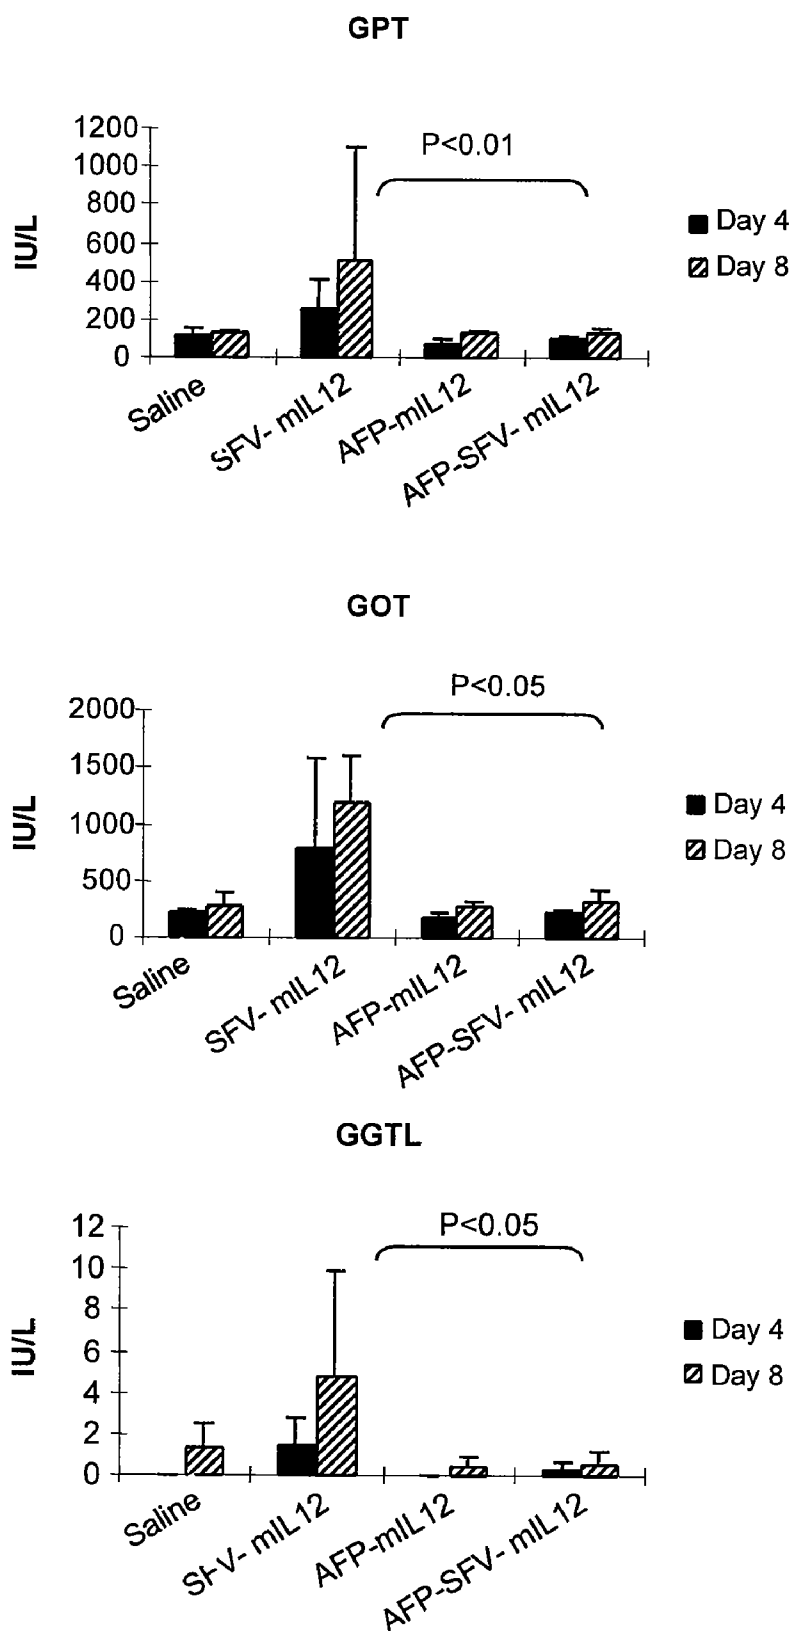 GPT
1200
1000
800
600
400
200
0
IU/L
P<0.01
Day 4
Day 8
Saline
SFV- mIL12
AFP-mIL12
AFP-SFV- mIL12
GOT
2000
1500
1000
500
0
IU/L
P<0.05
Day 4
Day 8
Saline
SFV- mIL12
AFP-mIL12
AFP-SFV- mIL12
GGTL
12
10
8
6
4
2
0
IU/L
P<0.05
Day 4
Day 8
Saline
SFV- mIL12
AFP-mIL12
AFP-SFV- mIL12